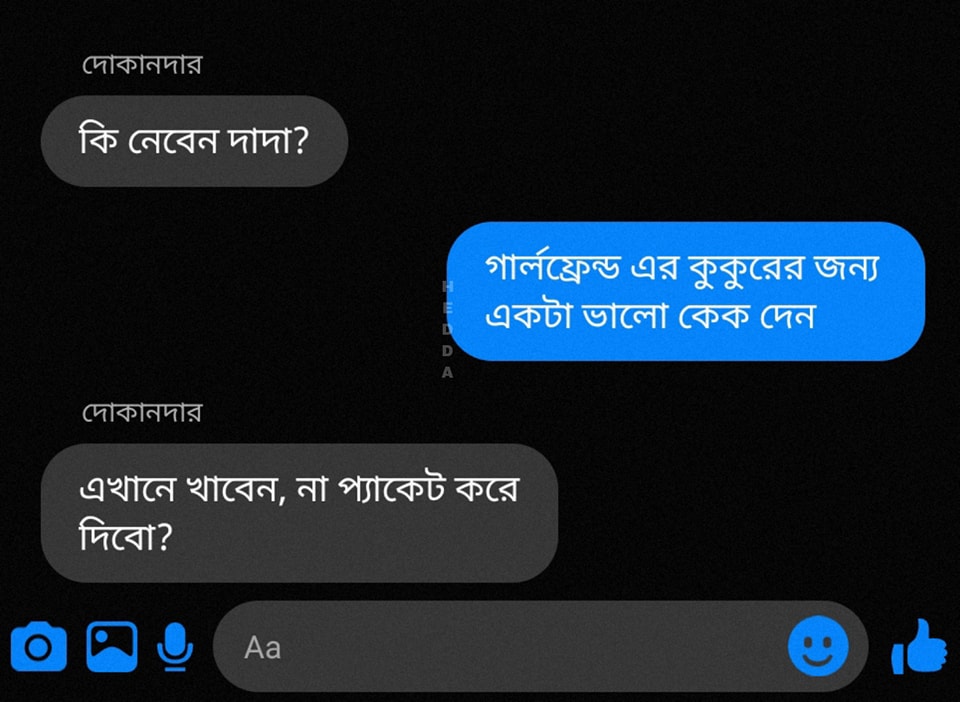 দোকানদার
কি নেবেন দাদা?
গার্লফ্রেন্ড এর কুকুরের জন্য
একটা ভালো কেক দেন
HEDDA
দোকানদার
এখানে খাবেন, না প্যাকেট করে
দিবো?
Aa